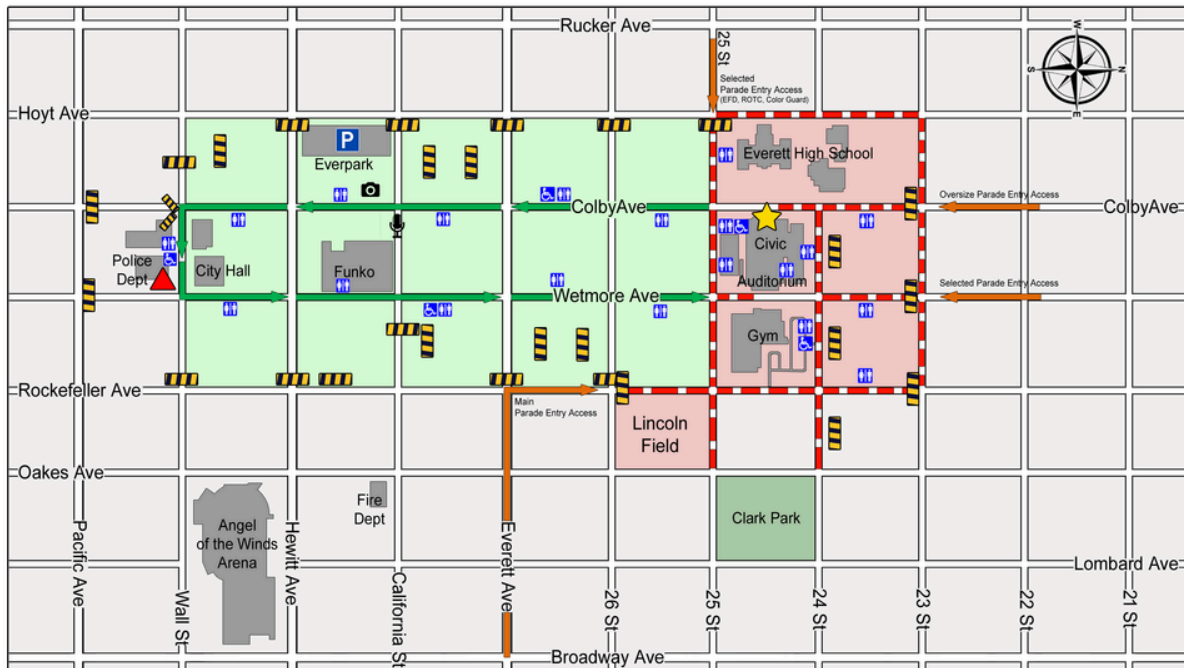 Rucker Ave
25 St
W
S
N
E
Selected
Parade Entry Access
(EFD, ROTC, Color Guard)
Hoyt Ave
P
Everpark
Everett High School
Oversize Parade Entry Access
ColbyAve
ColbyAve
Police
Dept
City Hall
Funko
Civic
Auditorium
Selected Parade Entry Access
Wetmore Ave
Gym
Rockefeller Ave
Main
Parade Entry Access
Lincoln
Field
Oakes Ave
Angel
of the Winds
Arena
Fire
Dept
Clark Park
Lombard Ave
Pacific Ave
Wall St
Hewitt Ave
California St
Everett Ave
26 St
25 St
24 St
23 St
22 St
21 St
Broadway Ave